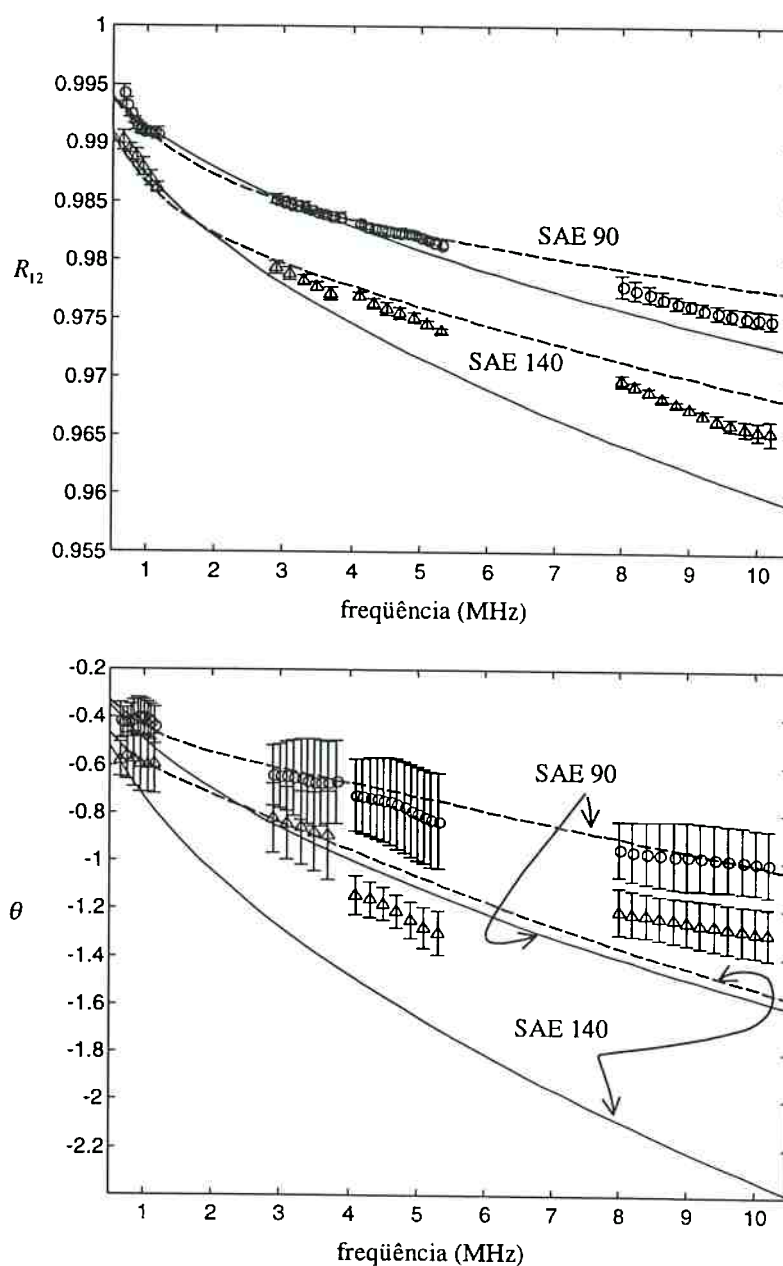 1
0.995
0.99
0.985
0.98
0.975
0.97
0.965
0.96
0.955
R12
SAE 90
SAE 140
1 2 3 4 5 6 7 8 9 10
freqüência (MHz)
-0.2
-0.4
-0.6
-0.8
-1
-1.2
-1.4
-1.6
-1.8
-2
-2.2
θ
SAE 90
SAE 140
1 2 3 4 5 6 7 8 9 10
freqüência (MHz)